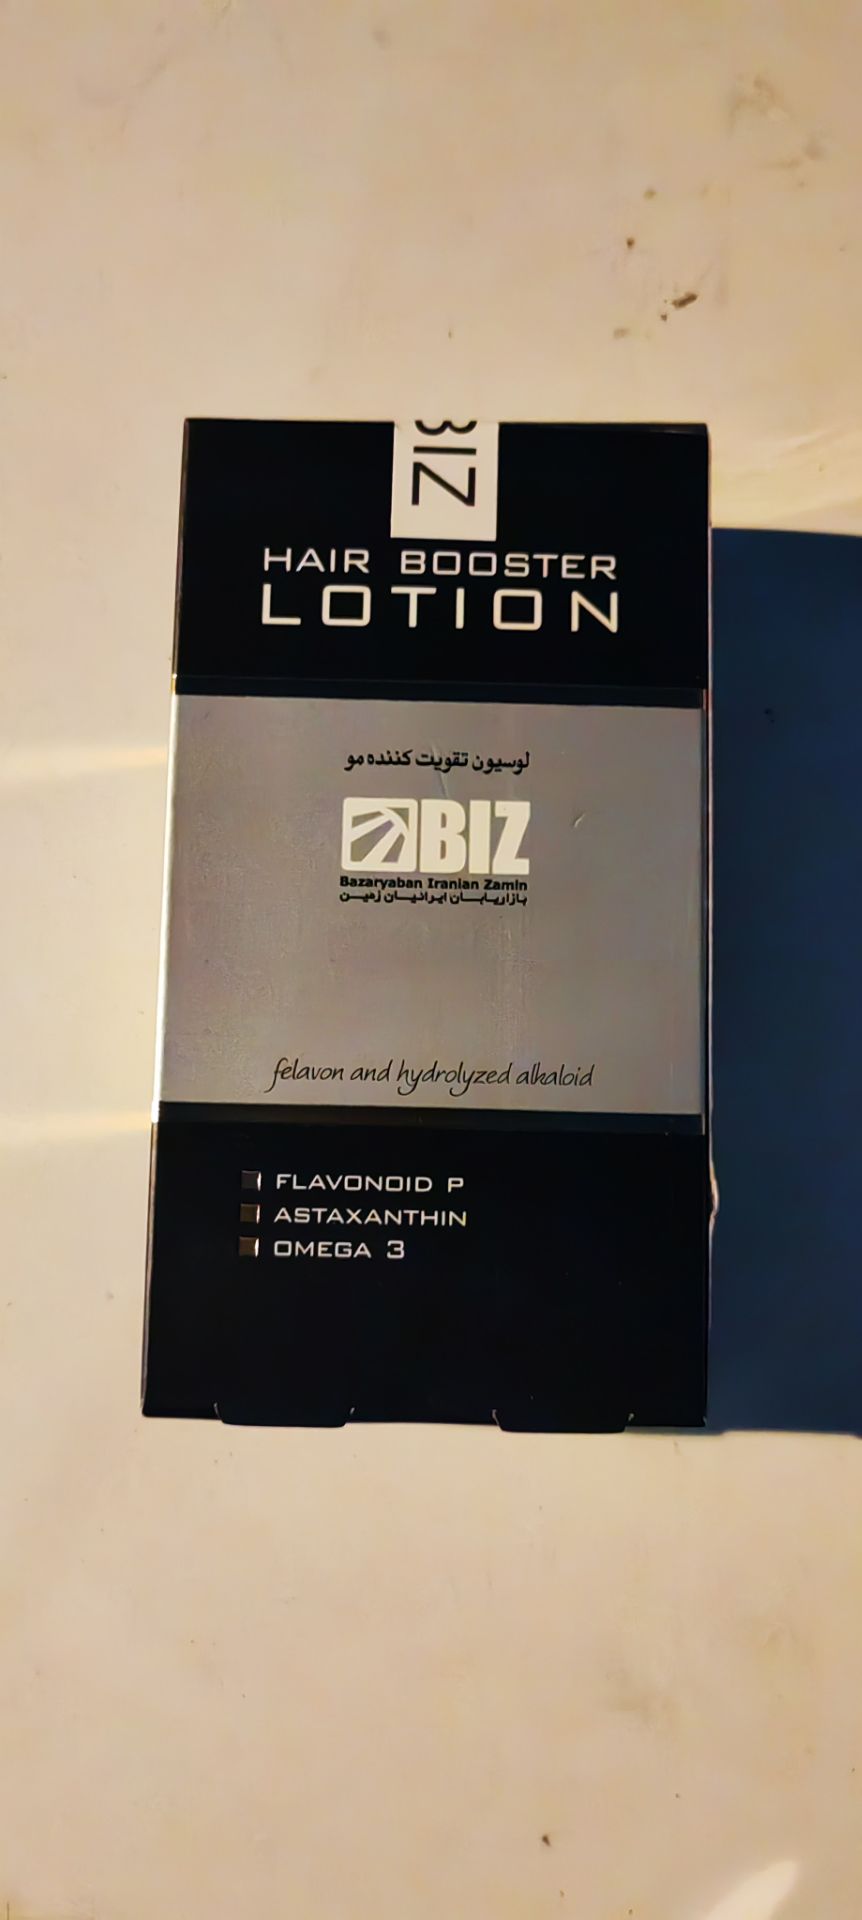 BIZ
HAIR BOOSTER
LOTION
لوسیون تقویت کننده مو
BIZ
Bazaryaban Iranian Zamin
بازاریابان ایرانیان زمین
felavon and hydrolyzed alkaloid
FLAVONOID P
ASTAXANTHIN
OMEGA 3